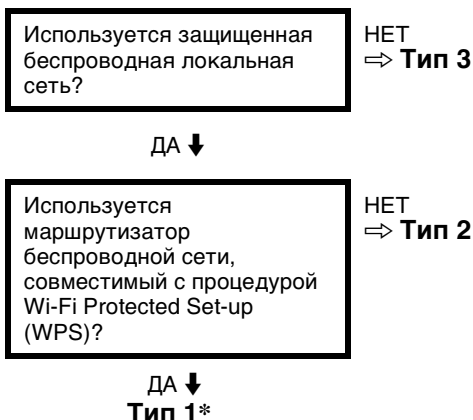 Используется защищенная
беспроводная локальная
сеть?
НЕТ
⇨ Тип 3
ДА ⬇
Используется
маршрутизатор
беспроводной сети,
совместимый с процедурой
Wi-Fi Protected Set-up
(WPS)?
НЕТ
⇨ Тип 2
ДА ⬇
Тип 1*